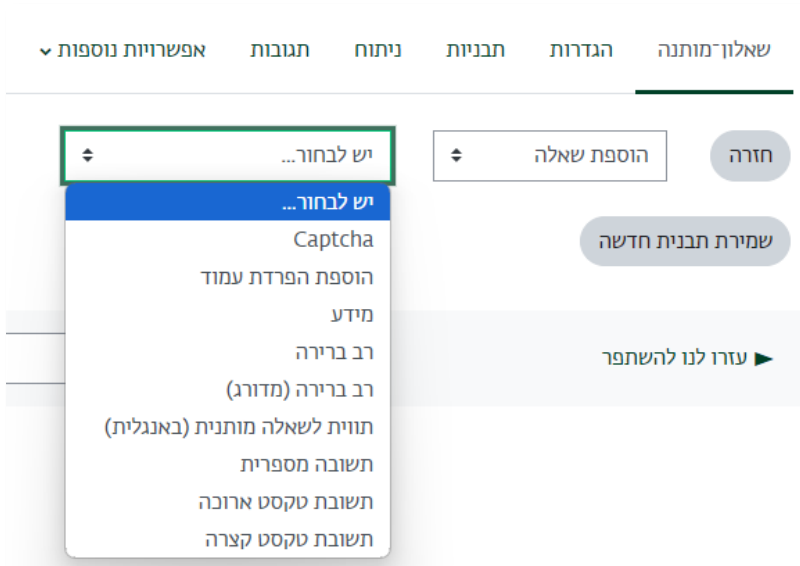 שאלון־מותנה הגדרות תבניות ניתוח תגובות אפשרויות נוספות
חזרה הוספת שאלה יש לבחור...
יש לבחור...
Captcha
הוספת הפרדת עמוד
מידע
רב ברירה
רב ברירה (מדורג)
תווית לשאלה מותנית (באנגלית)
תשובה מספרית
תשובת טקסט ארוכה
תשובת טקסט קצרה
שמירת תבנית חדשה
עזרו לנו להשתפר